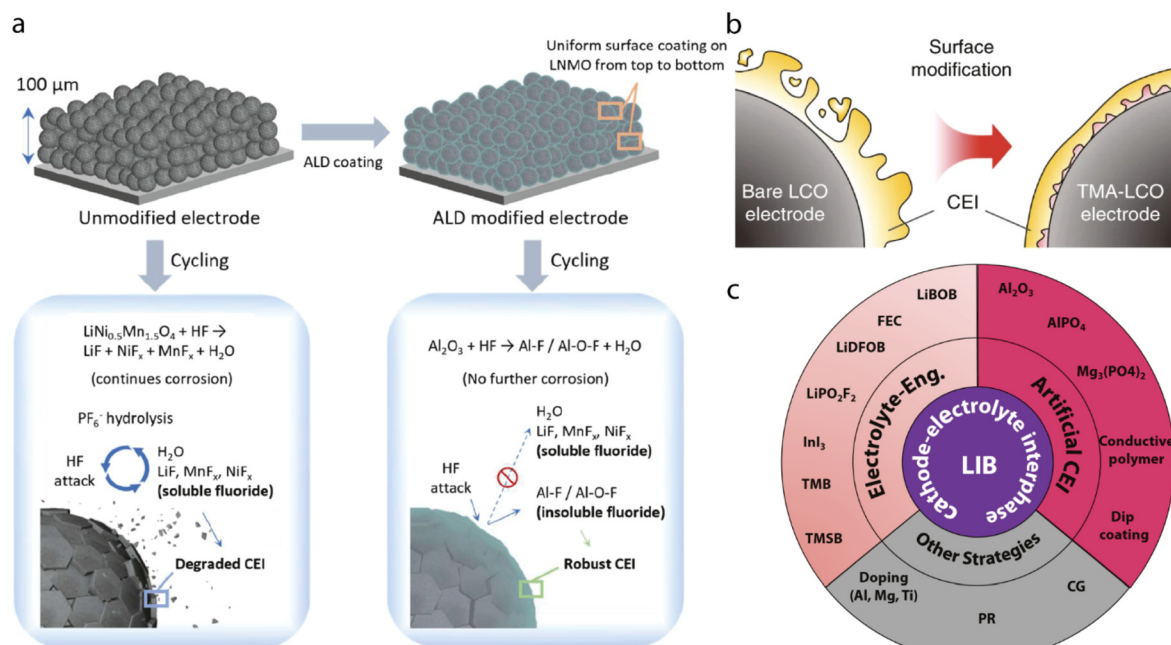 a
100 μm
ALD coating
Uniform surface coating on
LNMO from top to bottom
Unmodified electrode
ALD modified electrode
Cycling
Cycling
LiNi₀.₅Mn₁.₅O₄ + HF →
LiF + NiFₓ + MnFₓ + H₂O
(continues corrosion)
PF₆⁻ hydrolysis
HF
attack
H₂O
LiF, MnFₓ, NiFₓ
(soluble fluoride)
Degraded CEI
Al₂O₃ + HF → Al-F / Al-O-F + H₂O
(No further corrosion)
H₂O
LiF, MnFₓ, NiFₓ
(soluble fluoride)
HF
attack
Al-F / Al-O-F
(insoluble fluoride)
Robust CEI
b
Surface
modification
Bare LCO
electrode
CEI
TMA-LCO
electrode
c
LiBOB
FEC
LiDFOB
LiPO₂F₂
InI₃
TMB
TMSB
Electrolyte-Eng.
Al₂O₃
AlPO₄
Mg₃(PO4)₂
Conductive
polymer
Dip
coating
Artificial CEI
Cathode-electrolyte interphase
LIB
Other Strategies
Doping
(Al, Mg, Ti)
PR
CG